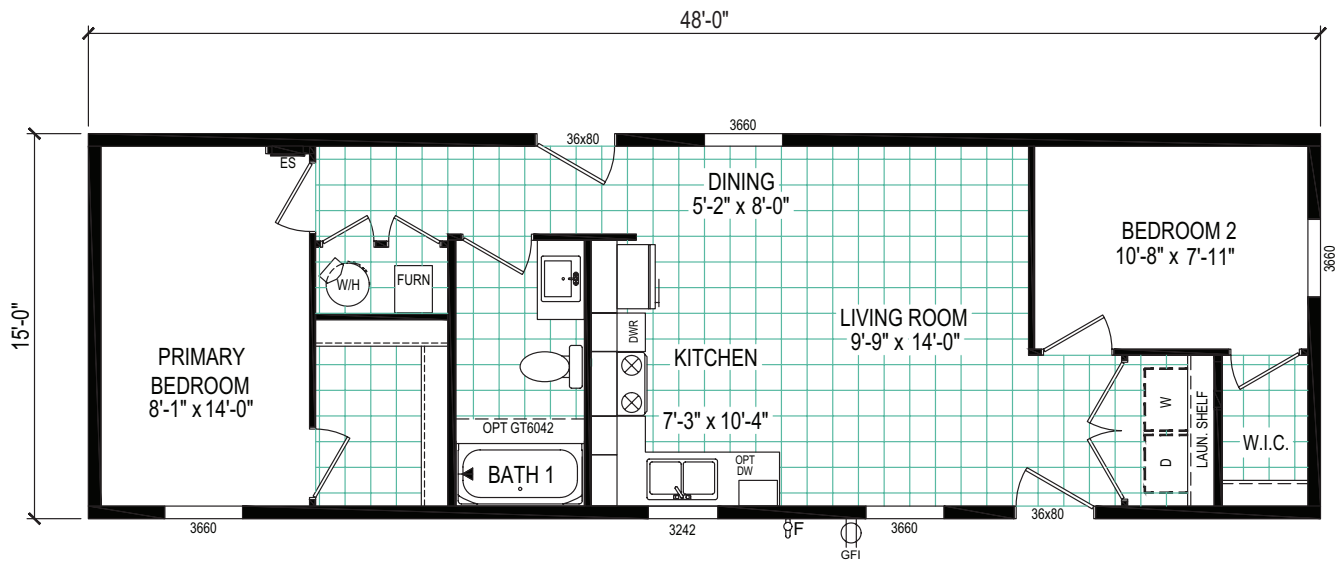 48'-0"
15'-0"
36x80
3660
ES
DINING
5'-2" x 8'-0"
BEDROOM 2
10'-8" x 7'-11"
3660
W/H
FURN
DWR
LIVING ROOM
9'-9" x 14'-0"
PRIMARY
BEDROOM
8'-1" x 14'-0"
KITCHEN
7'-3" x 10'-4"
OPT GT6042
BATH 1
OPT
DW
W
D
LAUN. SHELF
W.I.C.
3660
3242
F
GFI
3660
36x80